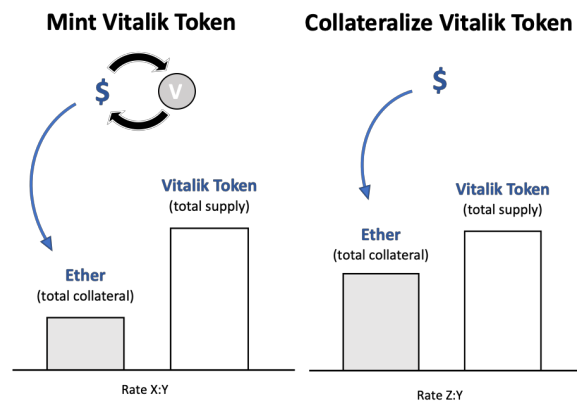 Mint Vitalik Token
$
V
Vitalik Token
(total supply)
Ether
(total collateral)
Rate X:Y
Collateralize Vitalik Token
$
Vitalik Token
(total supply)
Ether
(total collateral)
Rate Z:Y